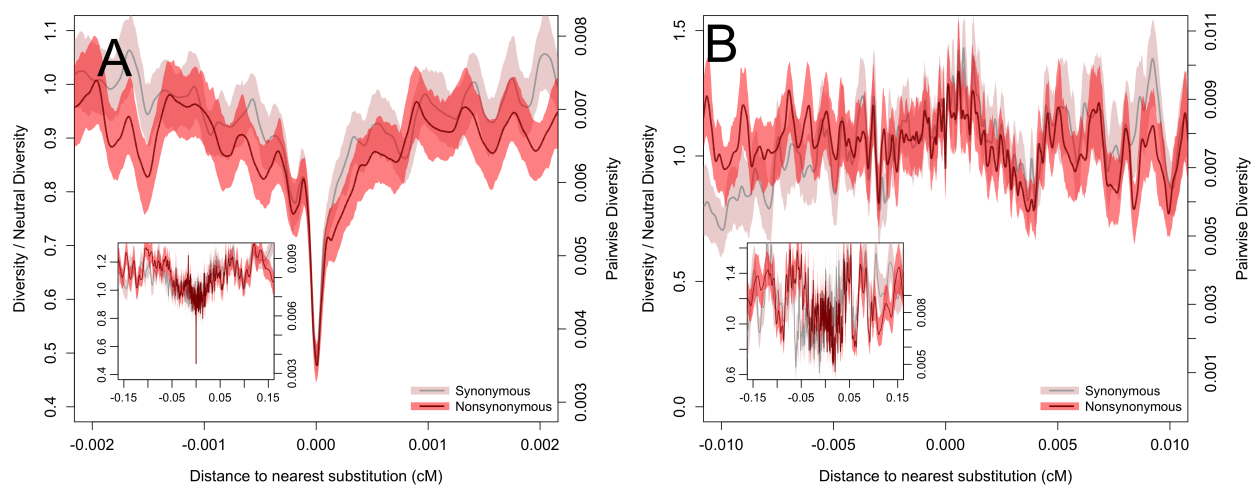 A
Diversity / Neutral Diversity
1.1
1.0
0.9
0.8
0.7
0.6
0.5
0.4
0.008
0.007
0.006
0.005
0.004
0.003
Pairwise Diversity
-0.002 -0.001 0.000 0.001 0.002
Distance to nearest substitution (cM)
1.2
1.0
0.8
0.6
0.4
0.009
0.006
0.003
-0.15 -0.05 0.05 0.15
Synonymous
Nonsynonymous
B
Diversity / Neutral Diversity
1.5
1.0
0.5
0.0
0.011
0.009
0.007
0.005
0.003
0.001
Pairwise Diversity
-0.010 -0.005 0.000 0.005 0.010
Distance to nearest substitution (cM)
1.4
1.0
0.6
0.008
0.005
-0.15 -0.05 0.05 0.15
Synonymous
Nonsynonymous